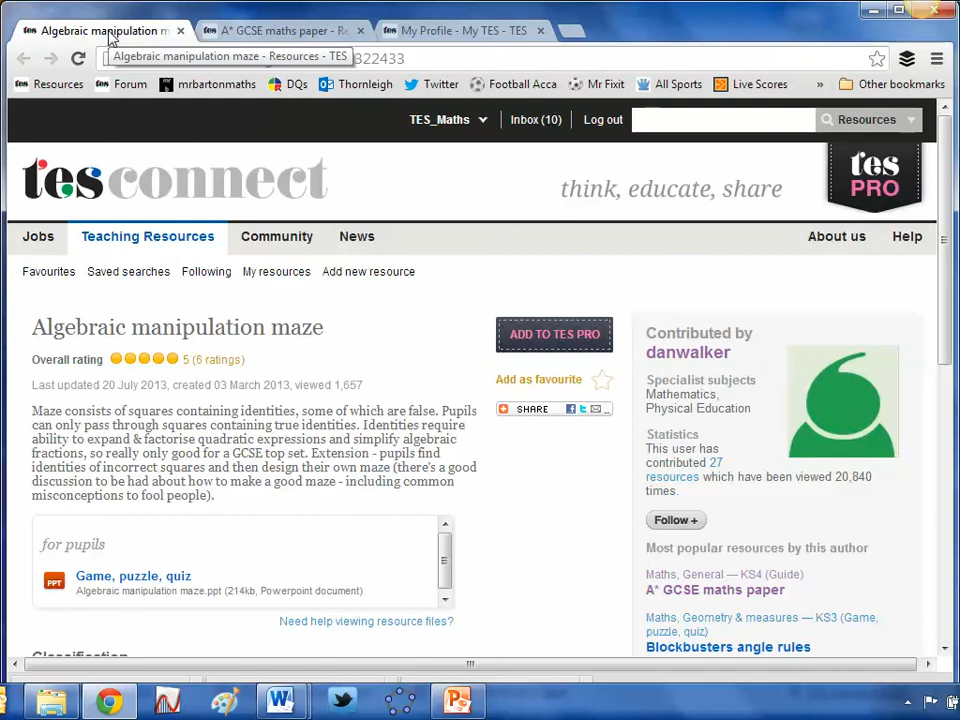 Algebraic manipulation m
A* GCSE maths paper - Re
My Profile - My TES - TES
Algebraic manipulation maze - Resources - TES
322433
Resources
Forum
mrbartonmaths
DQs
Thornleigh
Twitter
Football Acca
Mr Fixit
All Sports
Live Scores
»
Other bookmarks
TES_Maths
Inbox (10)
Log out
Resources
tes connect
think, educate, share
tes
PRO
Jobs
Teaching Resources
Community
News
About us
Help
Favourites
Saved searches
Following
My resources
Add new resource
Algebraic manipulation maze
Overall rating 5 (6 ratings)
Last updated 20 July 2013, created 03 March 2013, viewed 1,657
Maze consists of squares containing identities, some of which are false. Pupils
can only pass through squares containing true identities. Identities require
ability to expand & factorise quadratic expressions and simplify algebraic
fractions, so really only good for a GCSE top set. Extension - pupils find
identities of incorrect squares and then design their own maze (there's a good
discussion to be had about how to make a good maze - including common
misconceptions to fool people).
for pupils
PPT
Game, puzzle, quiz
Algebraic manipulation maze.ppt (214kb, Powerpoint document)
Need help viewing resource files?
Classification
ADD TO TES PRO
Add as favourite
SHARE
Contributed by
danwalker
Specialist subjects
Mathematics,
Physical Education
Statistics
This user has
contributed 27
resources which have been viewed 20,840
times.
Follow +
Most popular resources by this author
Maths, General — KS4 (Guide)
A* GCSE maths paper
Maths, Geometry & measures — KS3 (Game,
puzzle, quiz)
Blockbusters angle rules